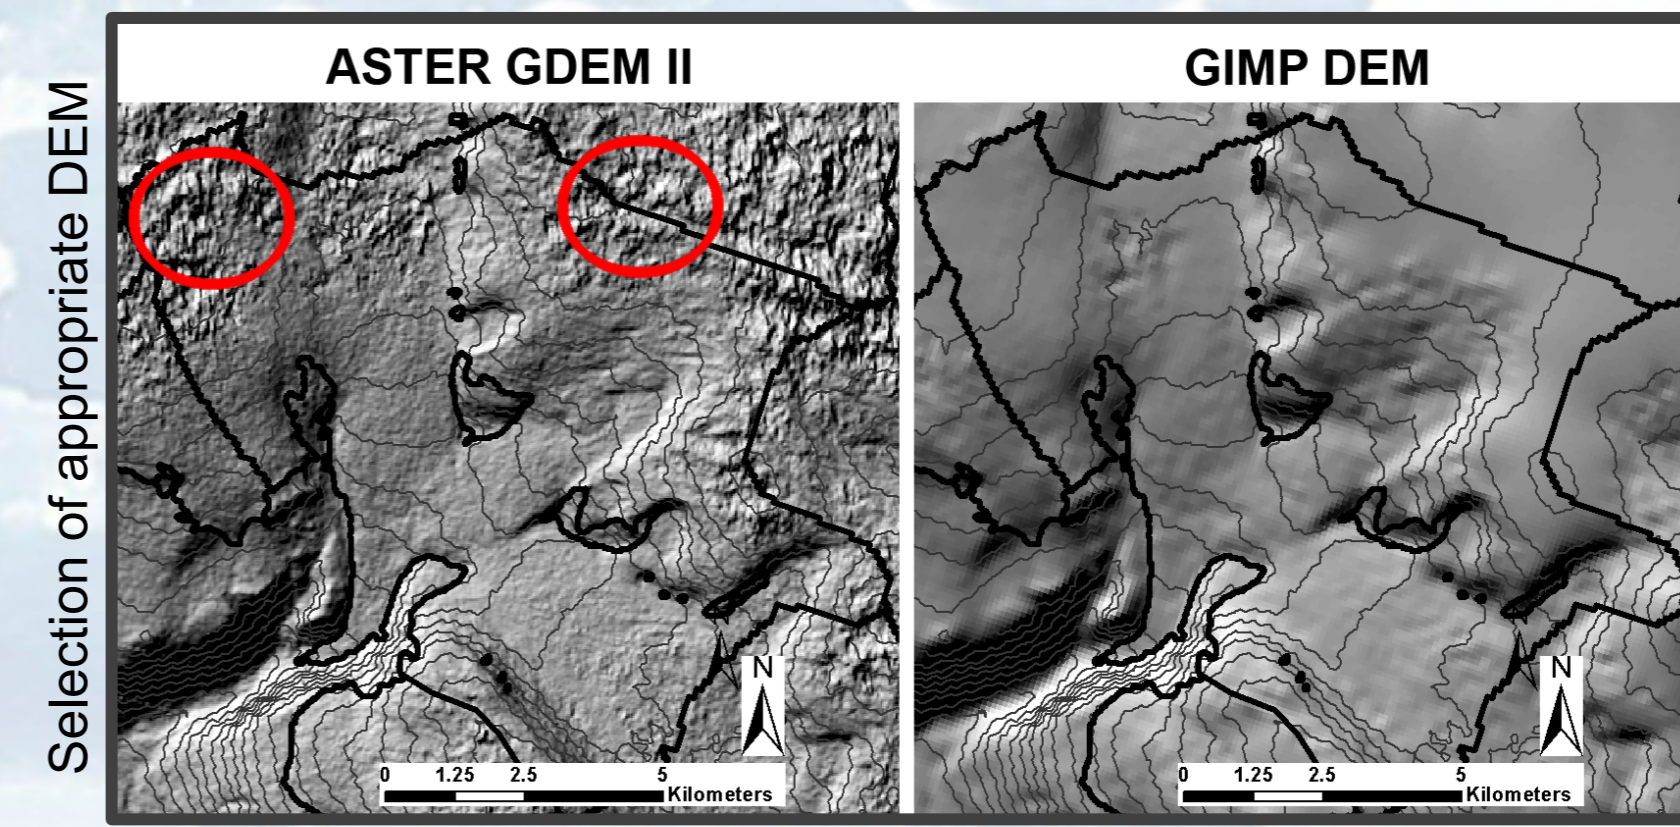 Selection of appropriate DEM
ASTER GDEM II
GIMP DEM
N
0 1.25 2.5 5
Kilometers
N
0 1.25 2.5 5
Kilometers